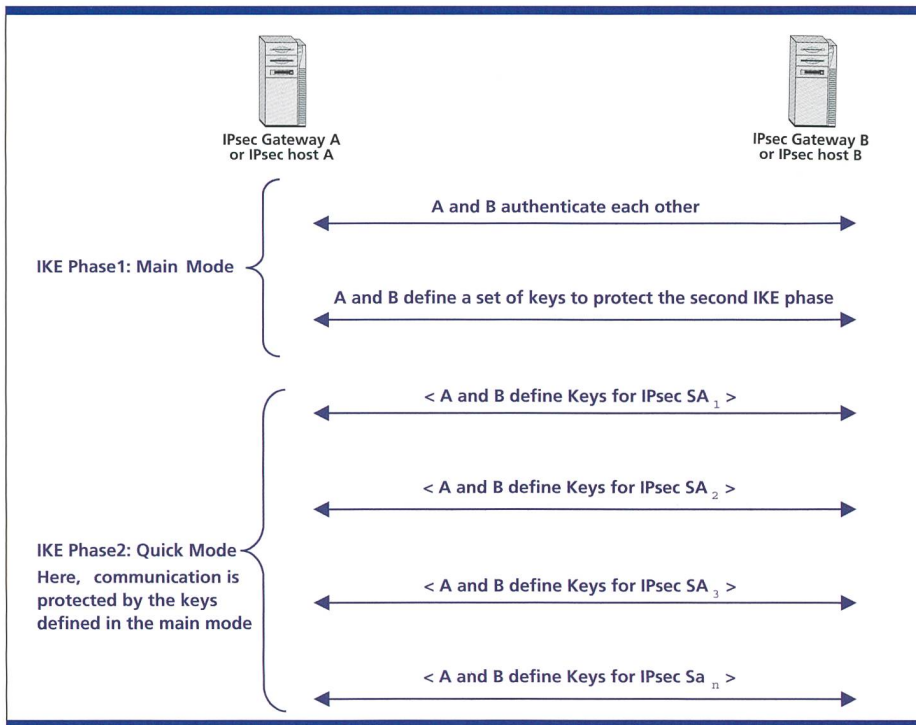 IPsec Gateway A
or IPsec host A
IPsec Gateway B
or IPsec host B
A and B authenticate each other
IKE Phase1: Main Mode
A and B define a set of keys to protect the second IKE phase
< A and B define Keys for IPsec SA 1 >
< A and B define Keys for IPsec SA 2 >
IKE Phase2: Quick Mode
Here, communication is
protected by the keys
defined in the main mode
< A and B define Keys for IPsec SA 3 >
< A and B define Keys for IPsec Sa n >